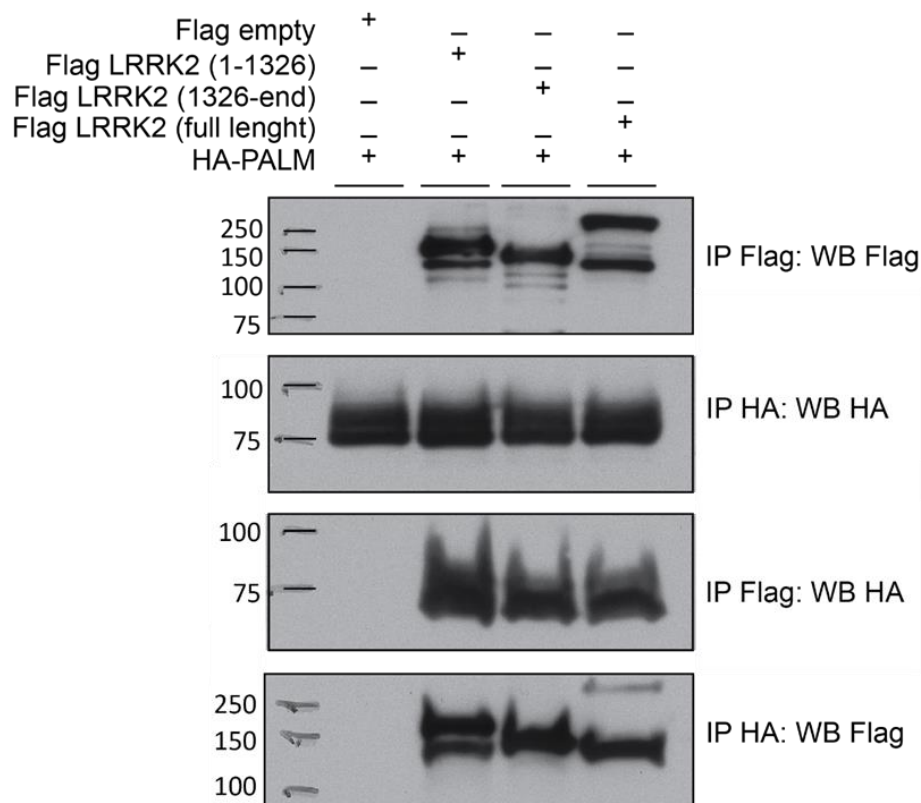 Flag empty + – – –
Flag LRRK2 (1-1326) – + – –
Flag LRRK2 (1326-end) – – + –
Flag LRRK2 (full lenght) – – – +
HA-PALM + + + +
250
150
100
75
IP Flag: WB Flag
100
75
IP HA: WB HA
100
75
IP Flag: WB HA
250
150
100
IP HA: WB Flag